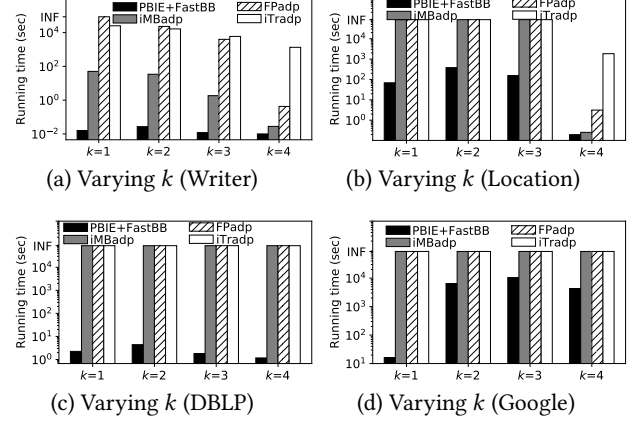 PBIE+FastBB FPadp
iMBadp iTradp
Running time (sec)
INF
10^2
10^0
10^-2
k=1 k=2 k=3 k=4
(a) Varying k (Writer)
PBIE+FastBB FPadp
iMBadp iTradp
Running time (sec)
INF
10^4
10^3
10^2
10^1
10^0
k=1 k=2 k=3 k=4
(b) Varying k (Location)
PBIE+FastBB FPadp
iMBadp iTradp
Running time (sec)
INF
10^4
10^3
10^2
10^1
10^0
k=1 k=2 k=3 k=4
(c) Varying k (DBLP)
PBIE+FastBB FPadp
iMBadp iTradp
Running time (sec)
INF
10^4
10^3
10^2
10^1
k=1 k=2 k=3 k=4
(d) Varying k (Google)